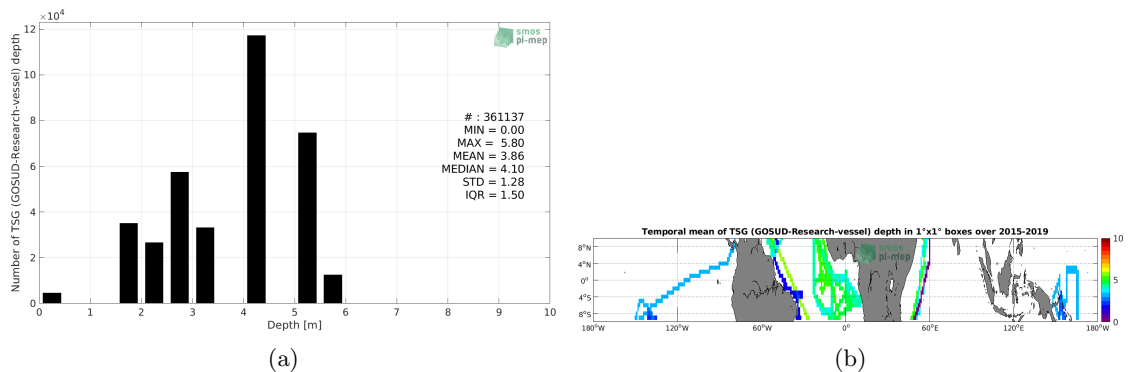 ×10⁴
12
10
8
6
4
2
0
Number of TSG (GOSUD-Research-vessel) depth
smos
pi-mep
# : 361137
MIN = 0.00
MAX = 5.80
MEAN = 3.86
MEDIAN = 4.10
STD = 1.28
IQR = 1.50
0 1 2 3 4 5 6 7 8 9 10
Depth [m]
(a)
Temporal mean of TSG (GOSUD-Research-vessel) depth in 1°x1° boxes over 2015-2019
smos
pi-mep
8°N
4°N
0°
4°S
8°S
180°W 120°W 60°W 0° 60°E 120°E 180°W
10
5
0
(b)